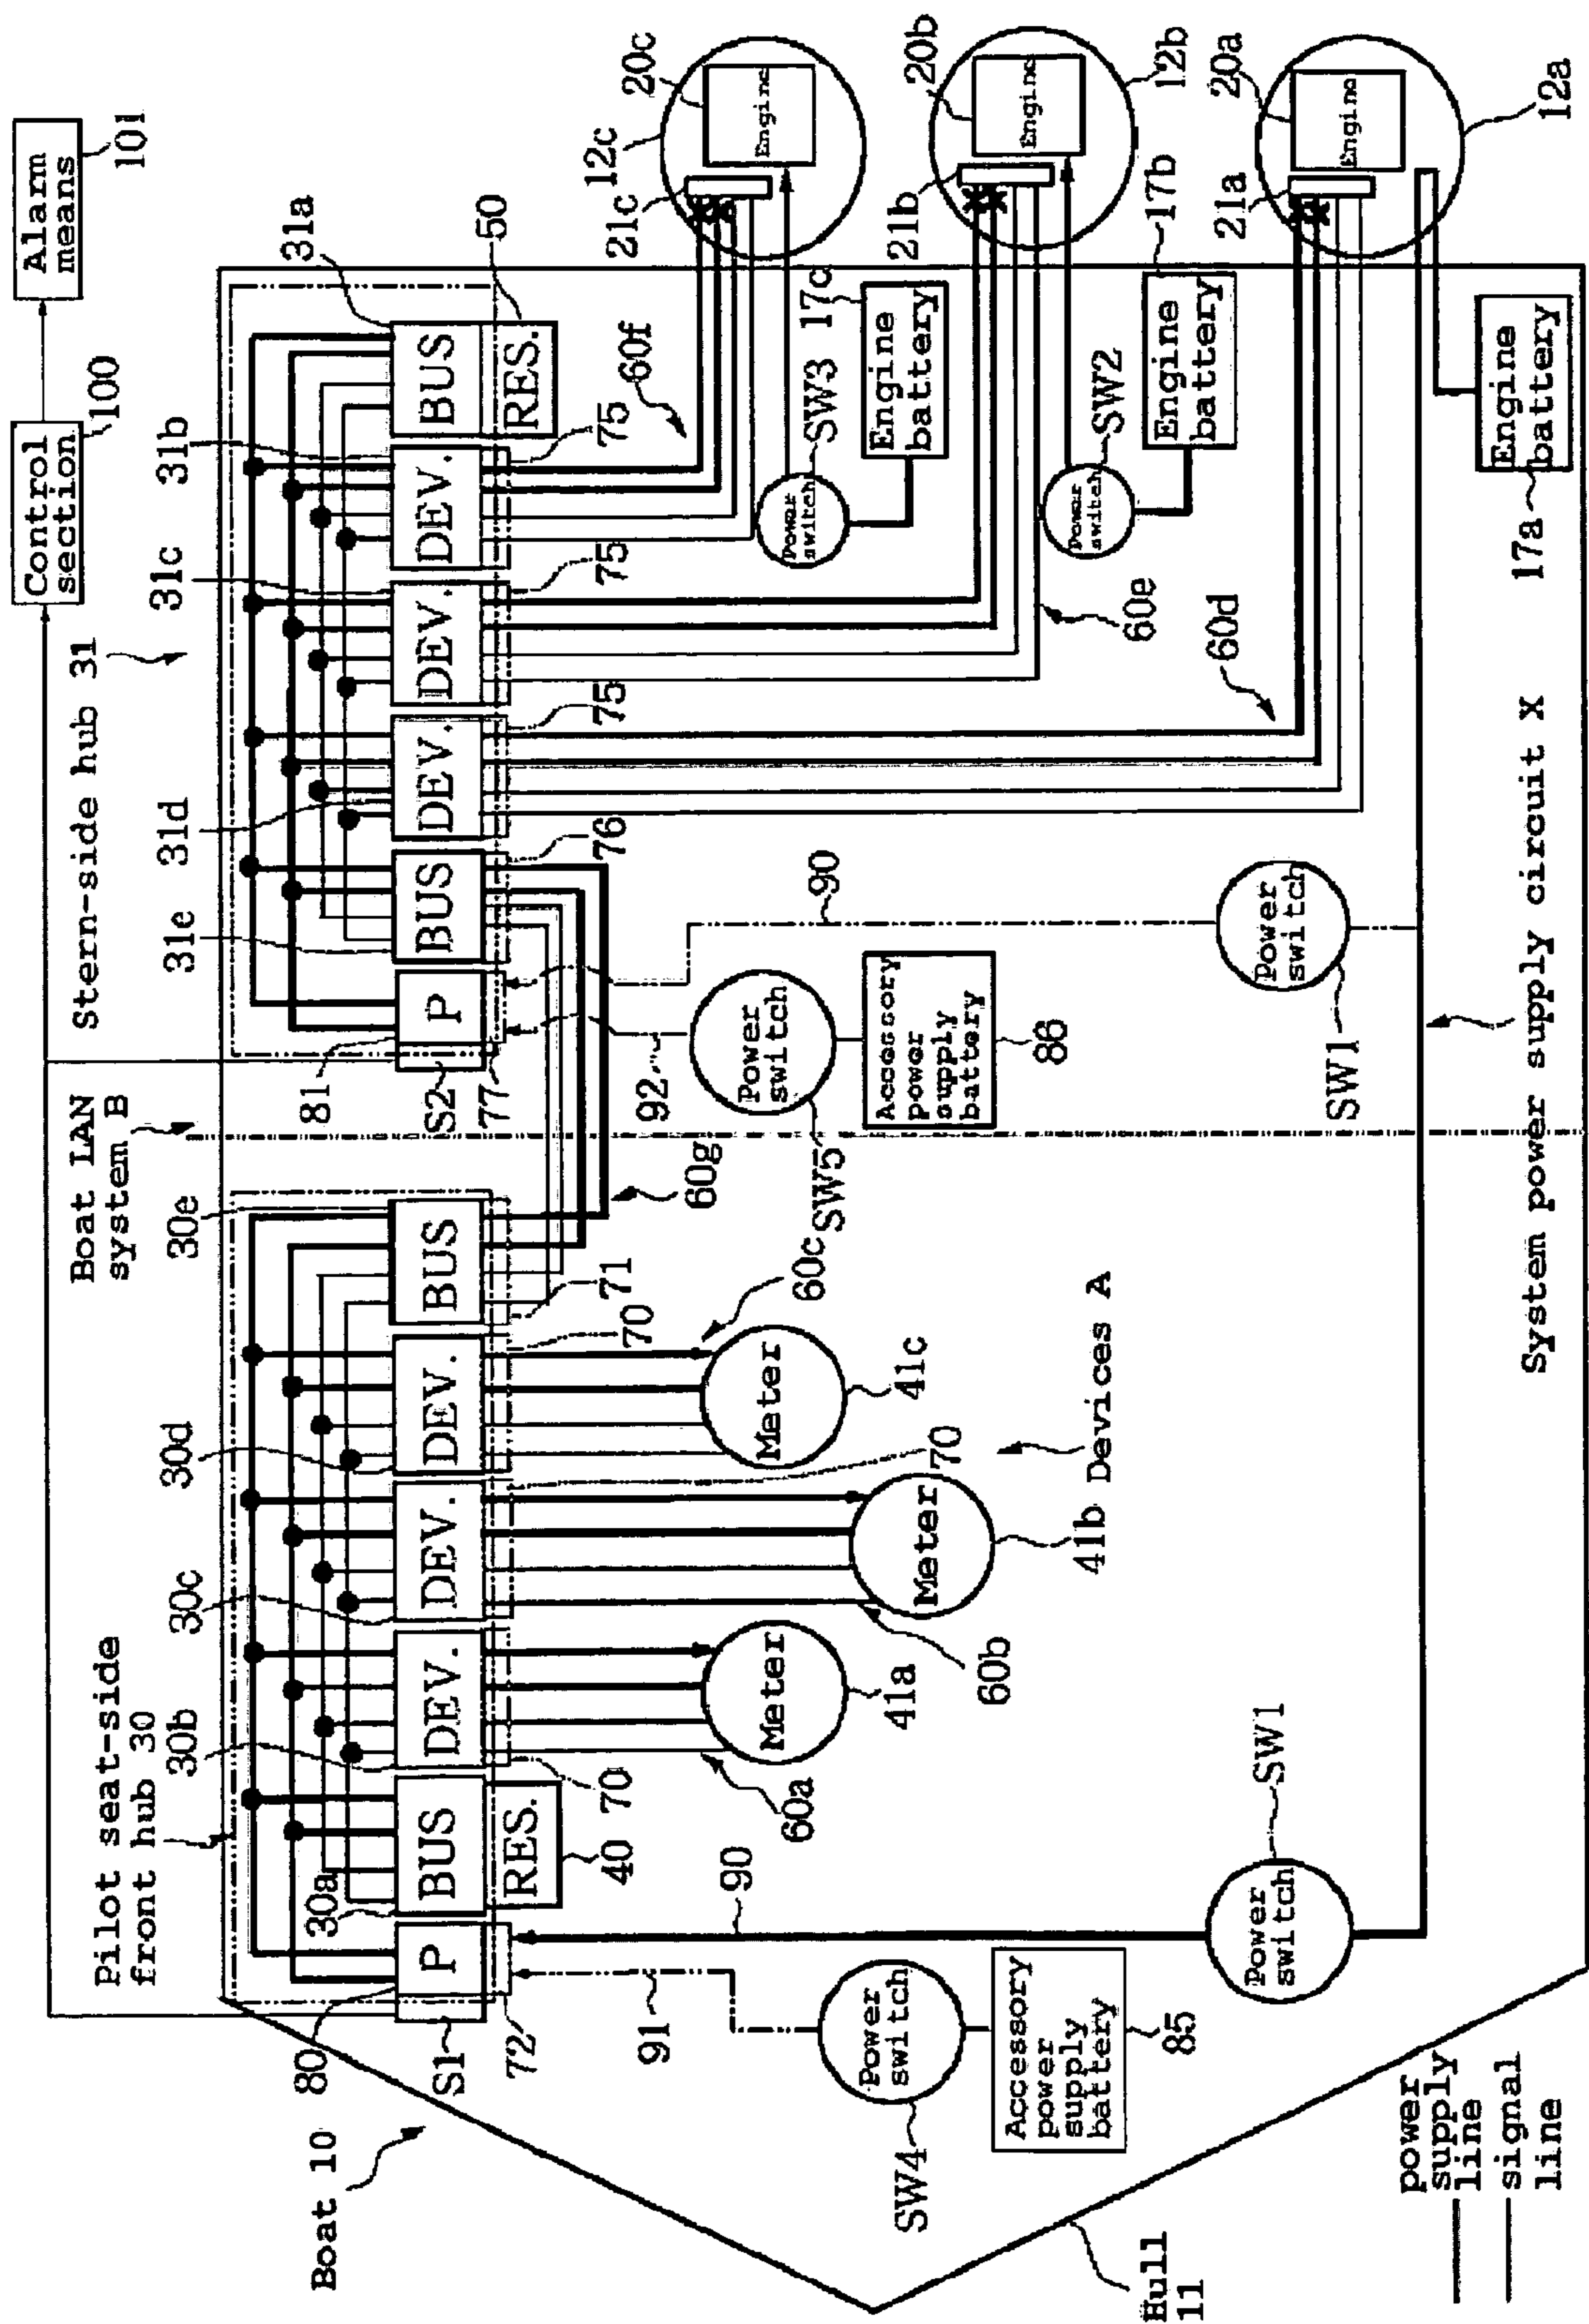 Control
section
100
Alarm
means
101
Boat LAN
system B
Stern-side hub 31
Pilot seat-side
front hub 30
Boat 10
Hull
11
80
S1
72
P
30a
BUS
RES.
40
30b
DEV.
70
30c
DEV.
70
30d
DEV.
70
30e
BUS
71
81
S2
77
P
31e
BUS
76
31d
DEV.
75
31c
DEV.
75
31b
DEV.
75
31a
BUS
RES.
50
60a
Meter
41a
60b
Meter
41b
60c
Meter
41c
Devices A
60g
91
90
Power
switch
SW4
Accessory
power
supply
battery
85
Power
switch
SW1
92
90
Power
switch
SW5
Accessory
power
supply
battery
86
Power
switch
SW1
60f
60e
60d
Power
switch
SW3
Engine
battery
17c
Power
switch
SW2
Engine
battery
17b
Engine
battery
17a
21c
12c
20c
Engine
21b
20b
Engine
12b
21a
20a
Engine
12a
System power supply circuit X
power
supply
line
signal
line